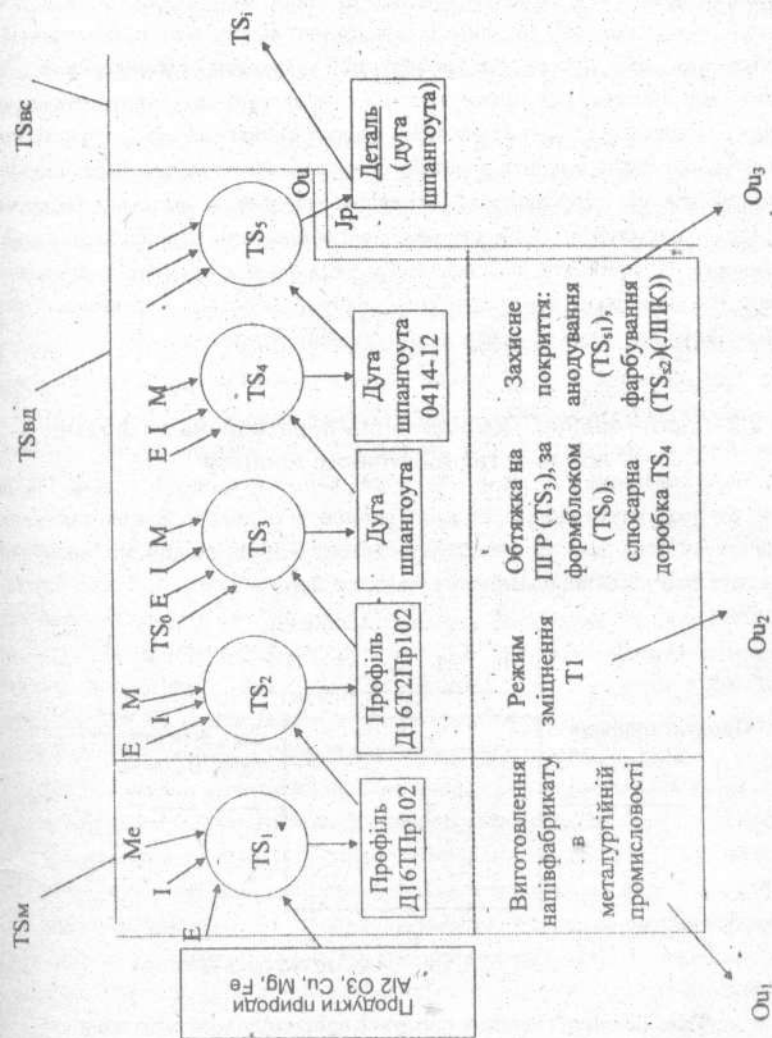 TSм
TSвд
TSвс
Продукти природи
Al2 O3, Cu, Mg, Fe
E
I
Me
TS₁
E
I
M
TS₂
TS₀
E
I
M
TS₃
E
I
M
TS₄
TS₅
Ou
Jp
TSᵢ
Профіль
Д16ТПр102
Профіль
Д16Т2Пр102
Дуга
шпангоута
Дуга
шпангоута
0414-12
Деталь
(дуга
шпангоута)
Виготовлення
напівфабрикату
в
металургійній
промисловості
Режим
зміцнення
Т1
Обтяжка на
ПГР (TS₃) за
формблоком
(TS₀),
слюсарна
доробка TS₄
Захисне
покриття:
анодування
(TSₛ₁),
фарбування
(TSₛ₂)(ШПК))
Ou₁
Ou₂
Ou₃